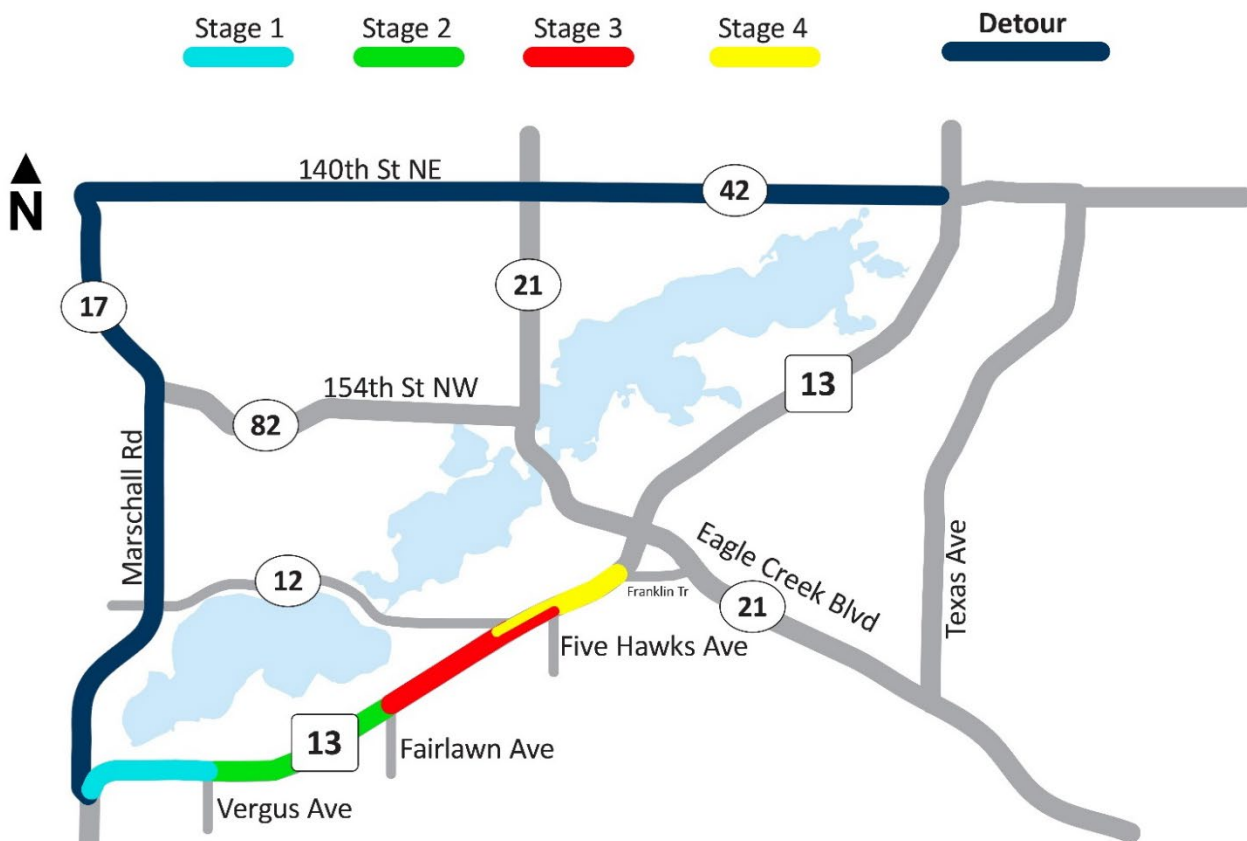 Stage 1
Stage 2
Stage 3
Stage 4
Detour
N
140th St NE
42
17
21
13
154th St NW
82
Marschall Rd
12
Eagle Creek Blvd
Franklin Tr
21
Texas Ave
Five Hawks Ave
13
Fairlawn Ave
Vergus Ave